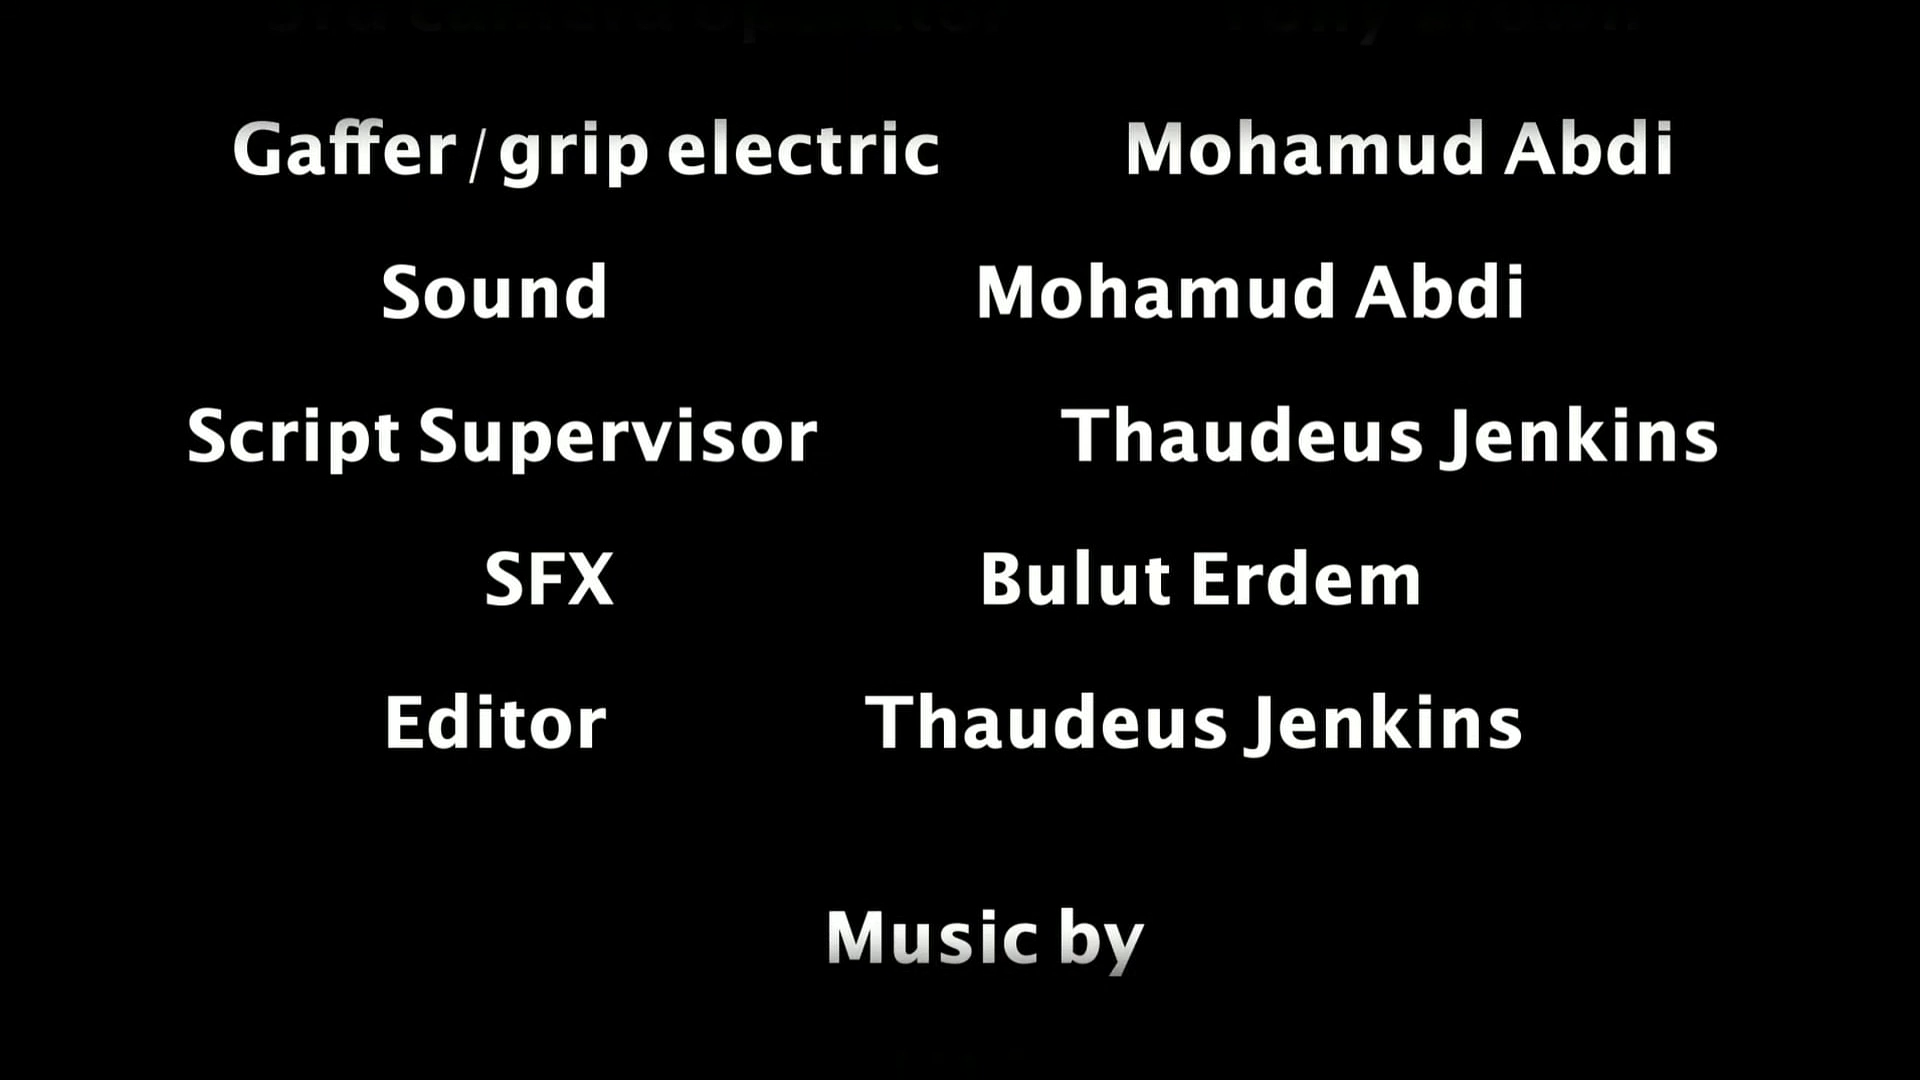 Gaffer / grip electric Mohamud Abdi
Sound Mohamud Abdi
Script Supervisor Thaudeus Jenkins
SFX Bulut Erdem
Editor Thaudeus Jenkins
Music by